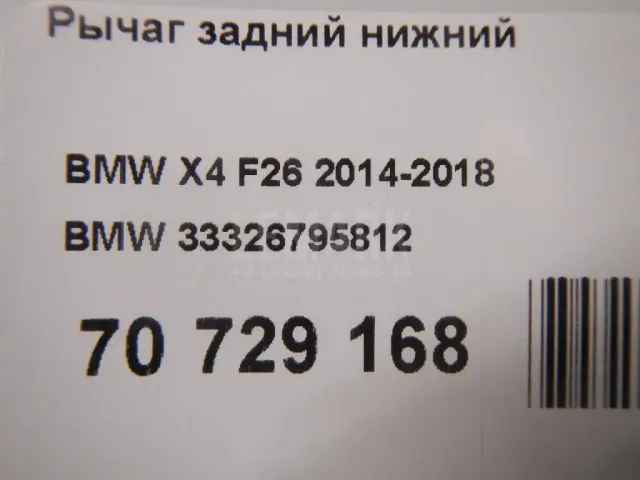 Рычаг задний нижний
BMW X4 F26 2014-2018
BMW 33326795812
70 729 168